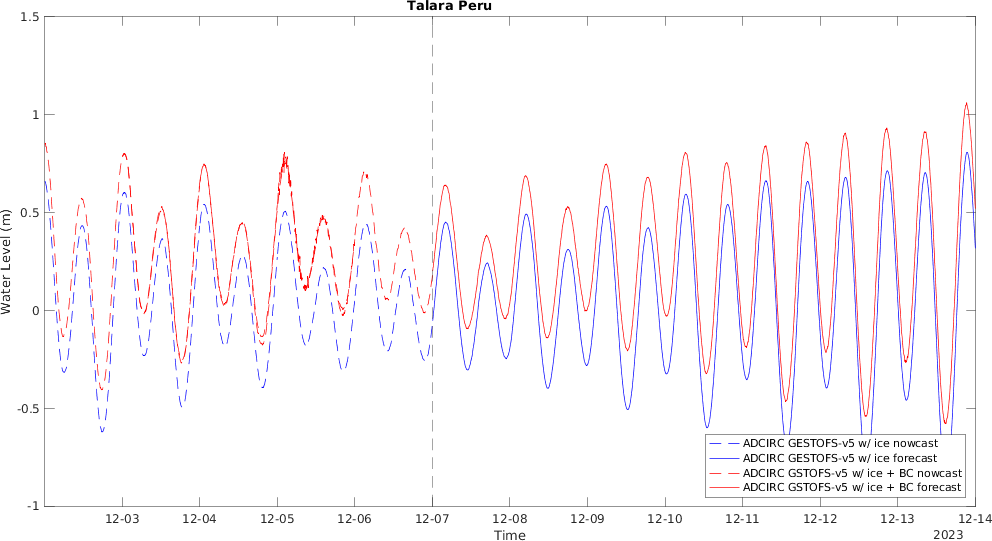 Talara Peru
1.5
1
0.5
0
-0.5
-1
Water Level (m)
ADCIRC GESTOFS-v5 w/ ice nowcast
ADCIRC GESTOFS-v5 w/ ice forecast
ADCIRC GSTOFS-v5 w/ ice + BC nowcast
ADCIRC GSTOFS-v5 w/ ice + BC forecast
12-03 12-04 12-05 12-06 12-07 12-08 12-09 12-10 12-11 12-12 12-13 12-14
Time
2023